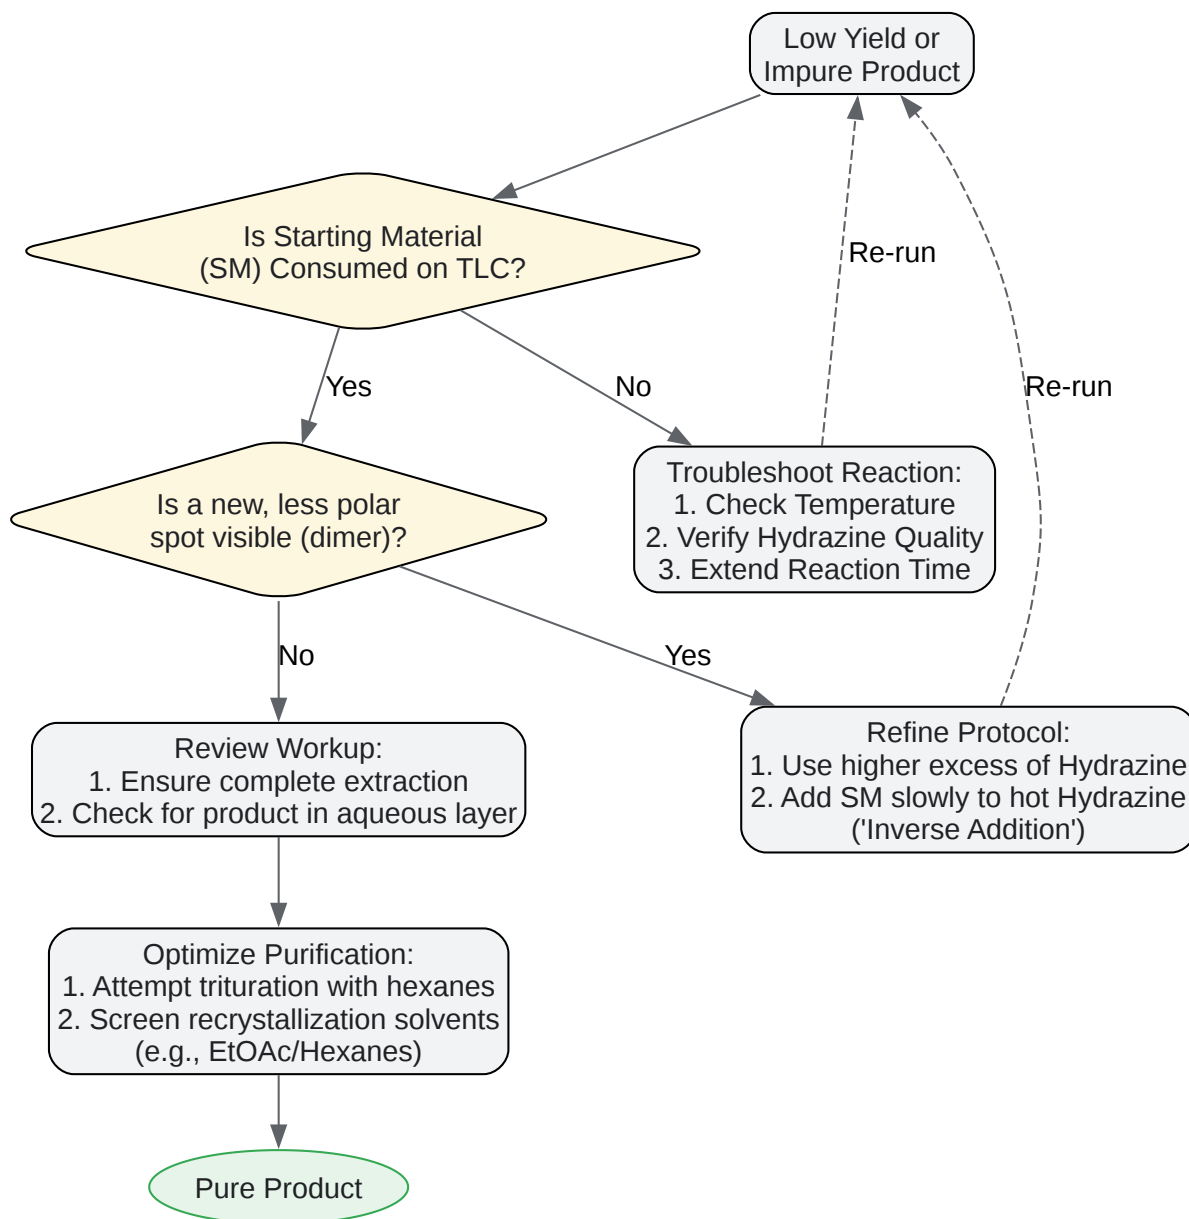 Low Yield or
Impure Product
Is Starting Material
(SM) Consumed on TLC?
Re-run
Yes
No
Re-run
Troubleshoot Reaction:
1. Check Temperature
2. Verify Hydrazine Quality
3. Extend Reaction Time
Is a new, less polar
spot visible (dimer)?
No
Yes
Review Workup:
1. Ensure complete extraction
2. Check for product in aqueous layer
Refine Protocol:
1. Use higher excess of Hydrazine
2. Add SM slowly to hot Hydrazine
('Inverse Addition')
Optimize Purification:
1. Attempt trituration with hexanes
2. Screen recrystallization solvents
(e.g., EtOAc/Hexanes)
Pure Product